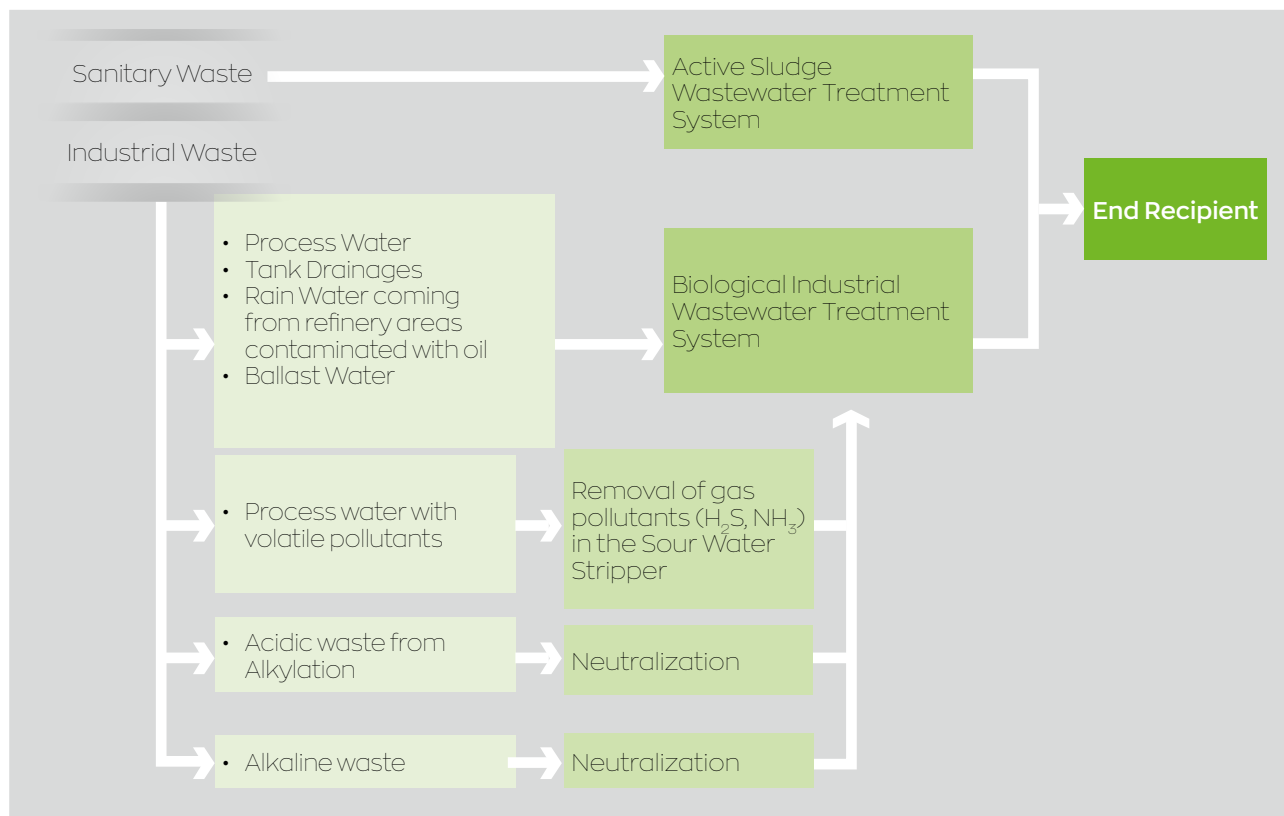 Sanitary Waste
Active Sludge
Wastewater Treatment
System
Industrial Waste
End Recipient
• Process Water
• Tank Drainages
• Rain Water coming
from refinery areas
contaminated with oil
• Ballast Water
Biological Industrial
Wastewater Treatment
System
• Process water with
volatile pollutants
Removal of gas
pollutants (H₂S, NH₃)
in the Sour Water
Stripper
• Acidic waste from
Alkylation
Neutralization
• Alkaline waste
Neutralization